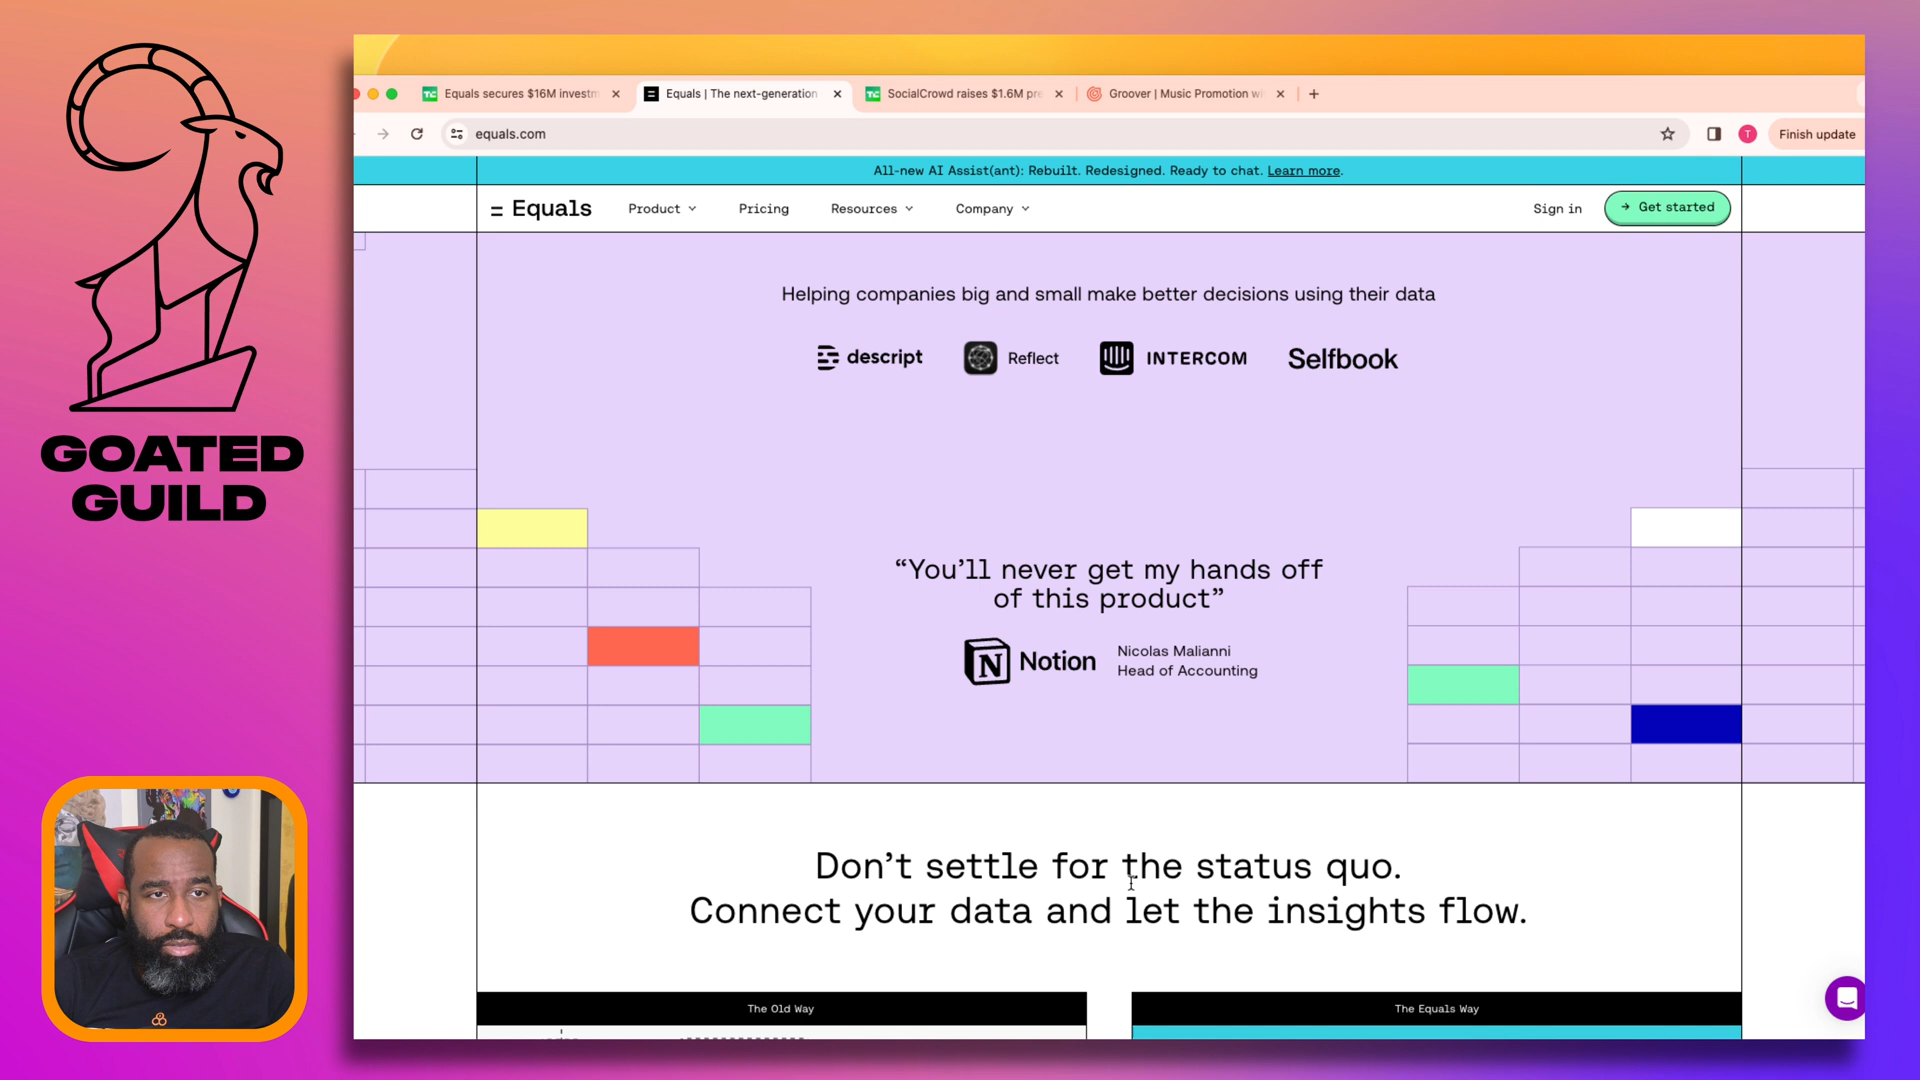 GOATED
GUILD
Equals secures $16M investm
Equals | The next-generation
SocialCrowd raises $1.6M pre
Groover | Music Promotion wi
equals.com
T
Finish update
All-new AI Assist(ant): Rebuilt. Redesigned. Ready to chat. Learn more.
Equals
Product
Pricing
Resources
Company
Sign in
→ Get started
Helping companies big and small make better decisions using their data
descript
Reflect
INTERCOM
Selfbook
“You’ll never get my hands off
of this product”
Notion
Nicolas Malianni
Head of Accounting
Don’t settle for the status quo.
Connect your data and let the insights flow.
The Old Way
The Equals Way